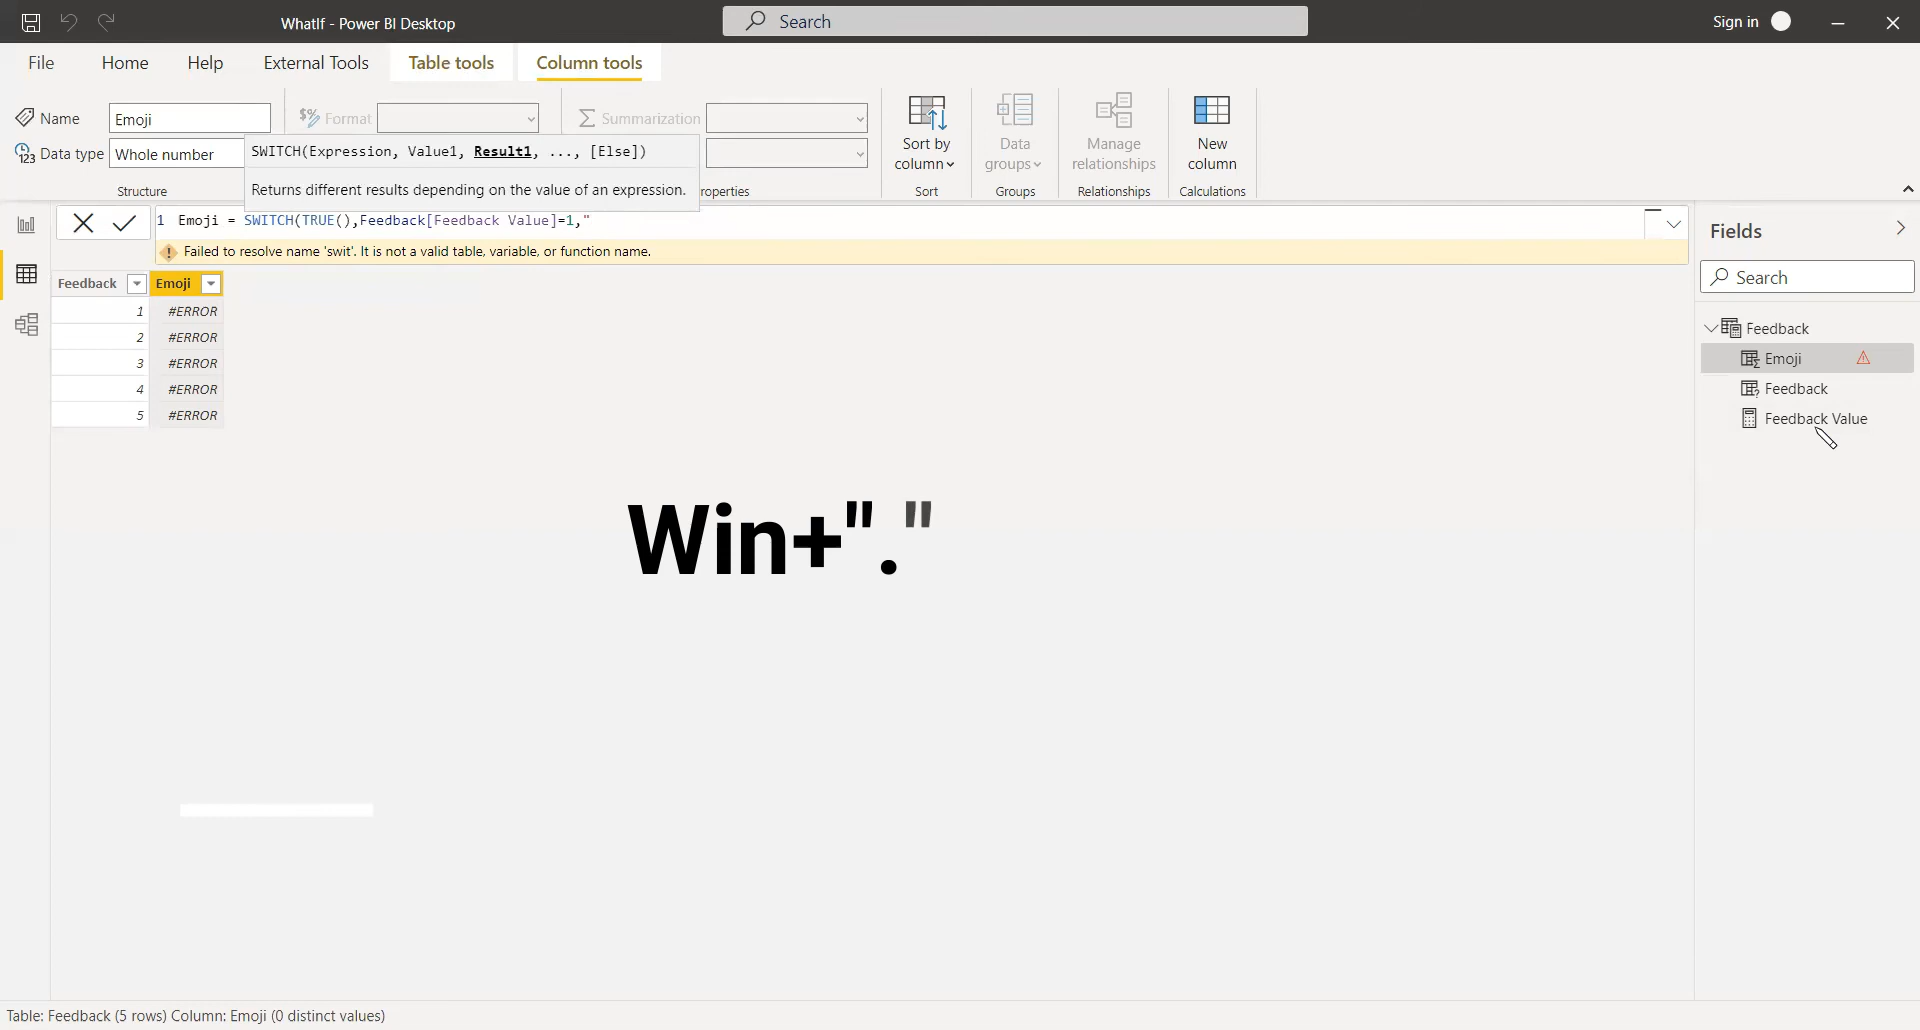 WhatIf - Power BI Desktop
Search
Sign in
File Home Help External Tools Table tools Column tools
Name Emoji
$% Format
Summarization
Data type Whole number
SWITCH(Expression, Value1, Result1, ..., [Else])
Returns different results depending on the value of an expression.
Structure
roperties
Sort by column
Sort
Data groups
Groups
Manage relationships
Relationships
New column
Calculations
1 Emoji = SWITCH(TRUE(),Feedback[Feedback Value]=1,"
Failed to resolve name 'swit'. It is not a valid table, variable, or function name.
Feedback Emoji
1 #ERROR
2 #ERROR
3 #ERROR
4 #ERROR
5 #ERROR
Win+"."
Fields
Search
Feedback
Emoji
Feedback
Feedback Value
Table: Feedback (5 rows) Column: Emoji (0 distinct values)